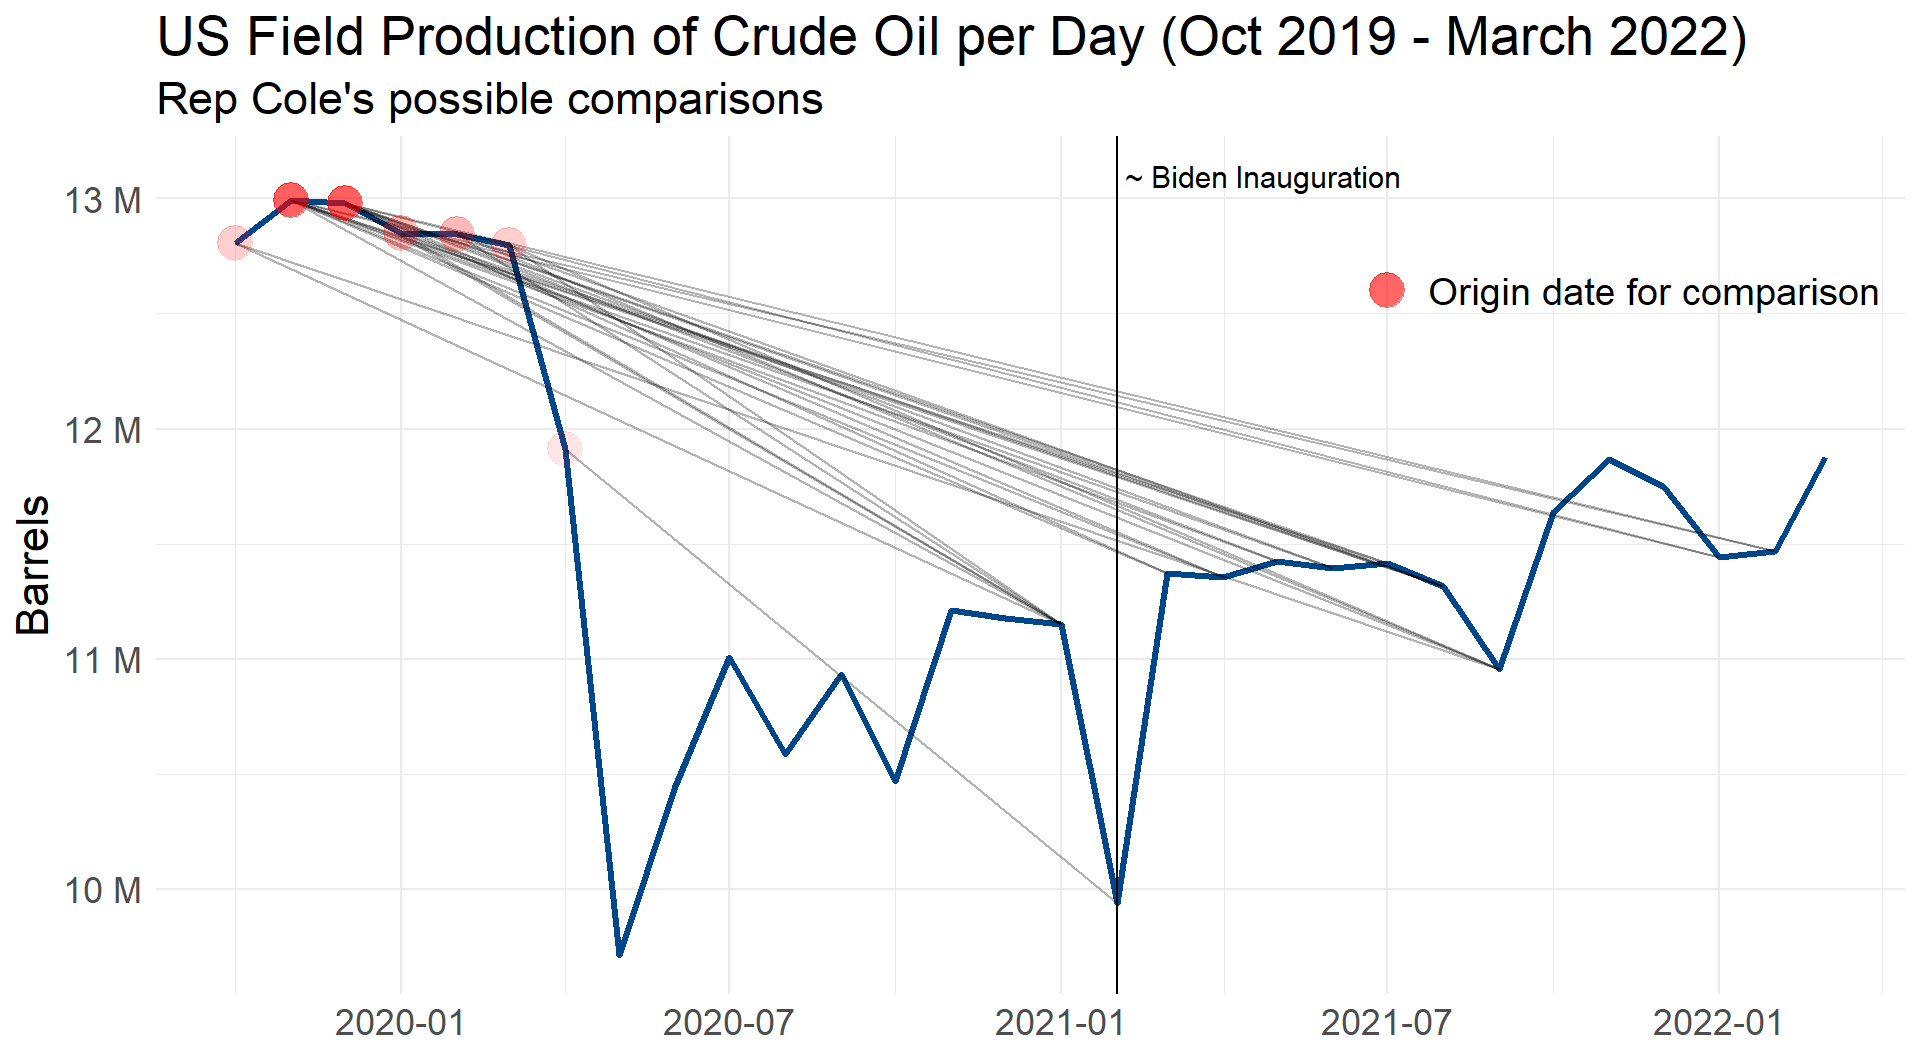 US Field Production of Crude Oil per Day (Oct 2019 - March 2022)
Rep Cole's possible comparisons
~ Biden Inauguration
Origin date for comparison
Barrels
13 M
12 M
11 M
10 M
2020-01
2020-07
2021-01
2021-07
2022-01